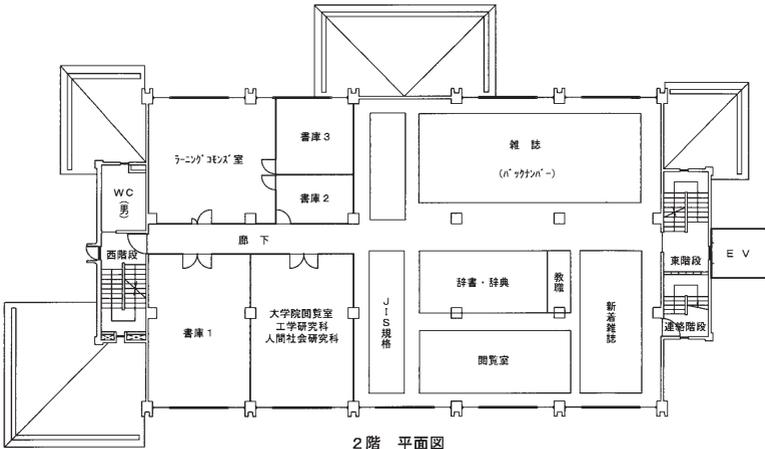 書庫3
ラーニングコモンズ室
雑 誌
(バックナンバー)
WC
(男)
書庫2
廊 下
西階段
東階段
EV
辞書・辞典
教職
書庫1
大学院閲覧室
工学研究科
人間社会研究科
JIS規格
新着雑誌
連絡階段
閲覧室
2階 平面図